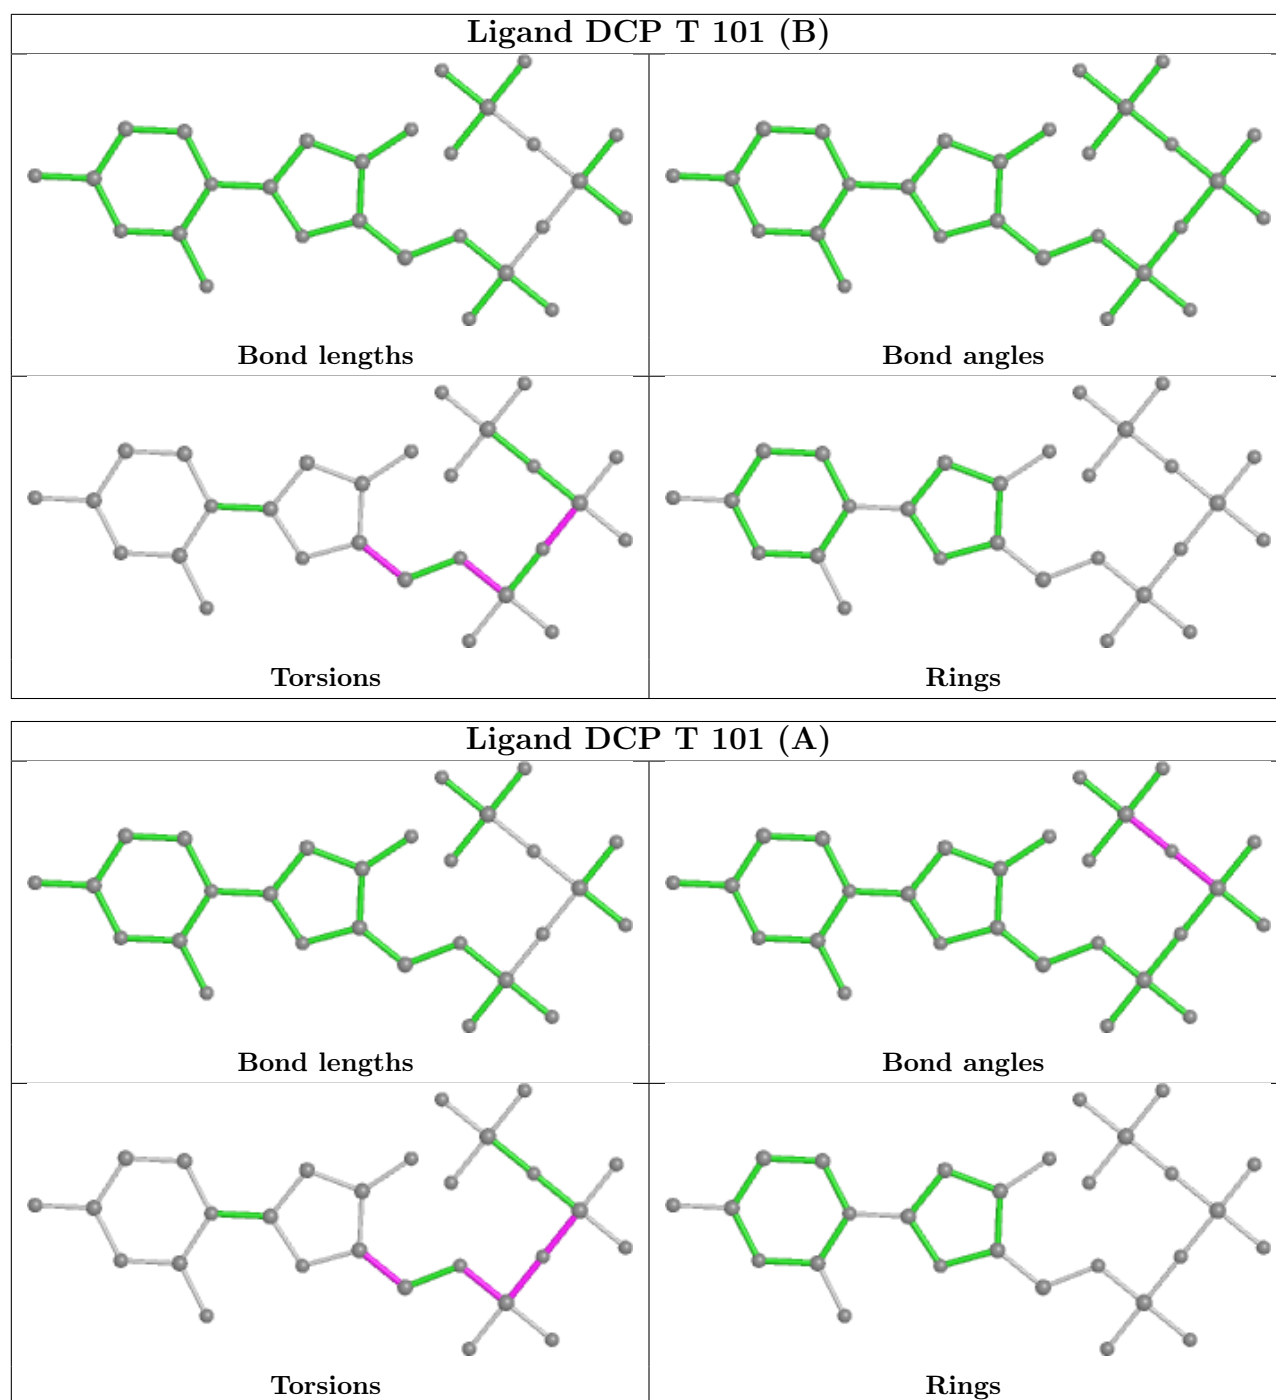 Ligand DCP T 101 (B)
Bond lengths
Bond angles
Torsions
Rings
Ligand DCP T 101 (A)
Bond lengths
Bond angles
Torsions
Rings